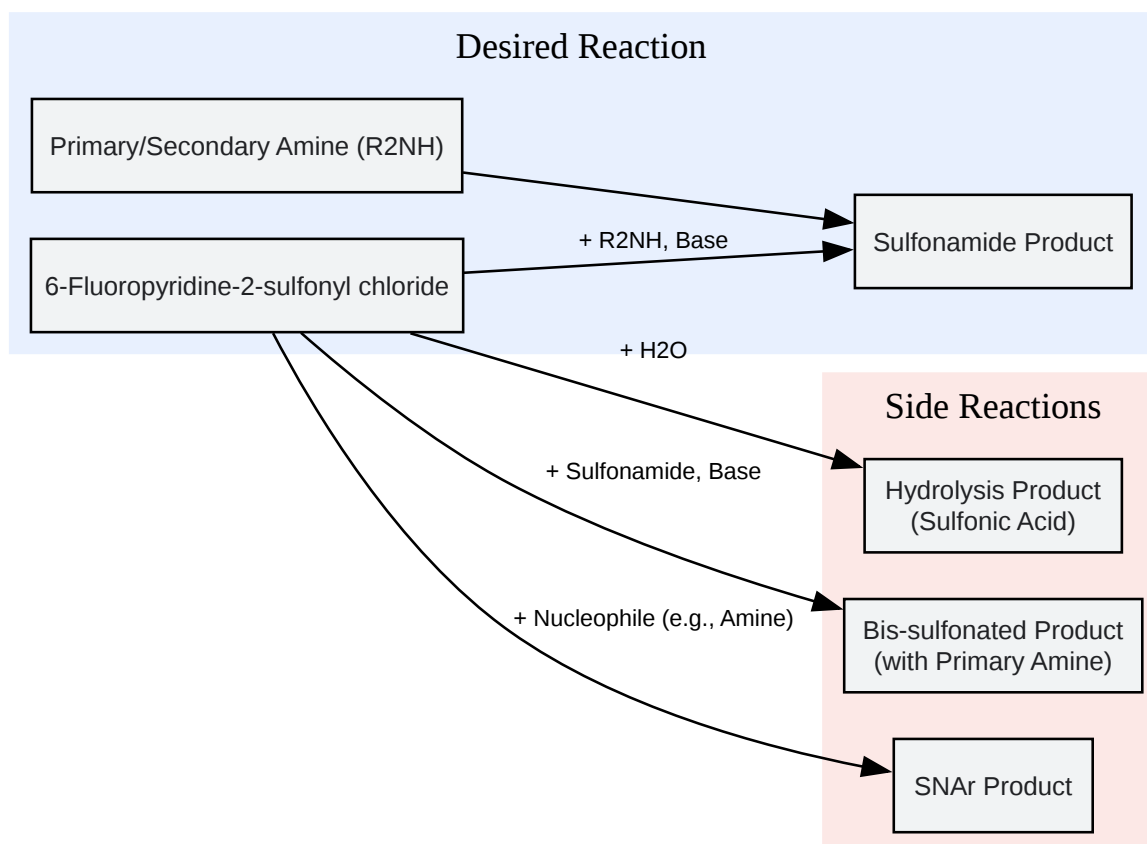 Desired Reaction
Primary/Secondary Amine (R2NH)
+ R2NH, Base
Sulfonamide Product
6-Fluoropyridine-2-sulfonyl chloride
+ H2O
Side Reactions
+ Sulfonamide, Base
Hydrolysis Product
(Sulfonic Acid)
+ Nucleophile (e.g., Amine)
Bis-sulfonated Product
(with Primary Amine)
SNAr Product